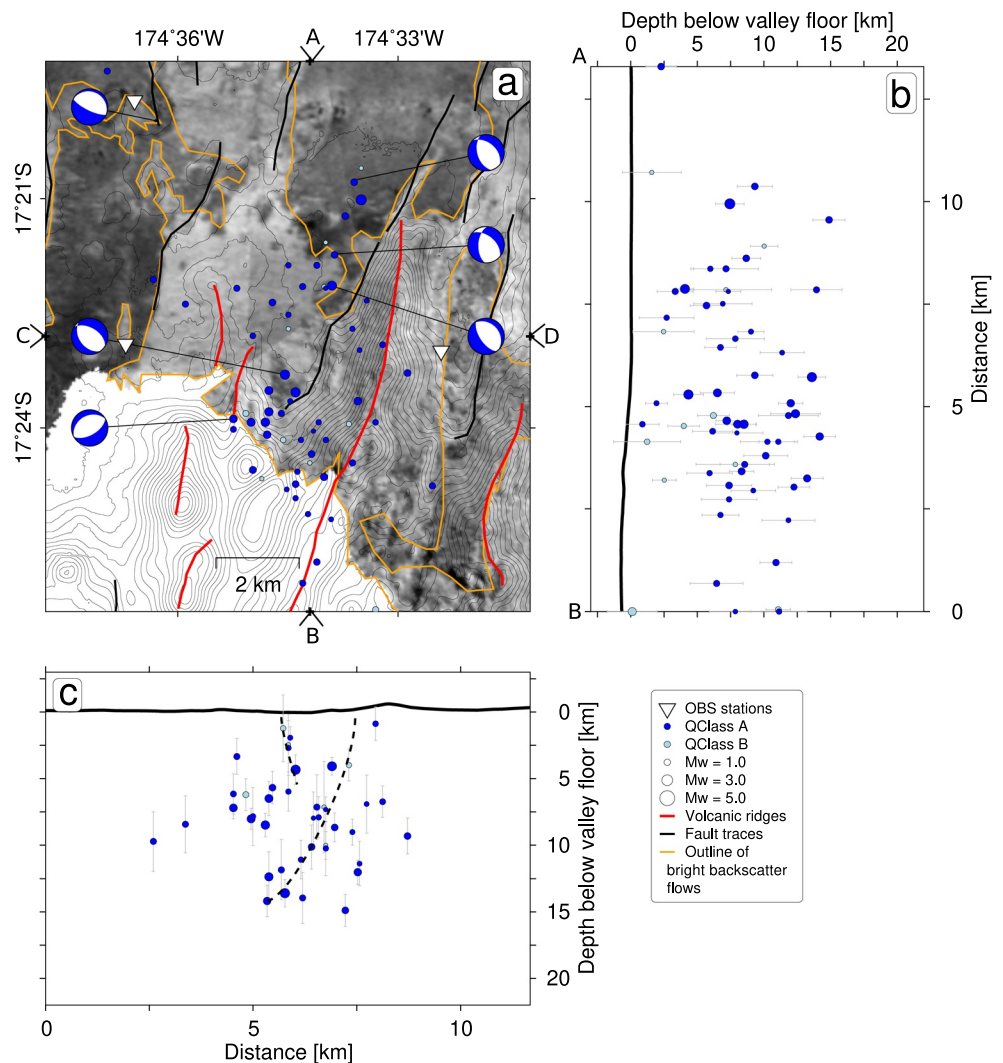 174°36'W
A
174°33'W
a
17°21'S
C
D
17°24'S
2 km
B
Depth below valley floor [km]
0 5 10 15 20
A
b
10
5
0
B
Distance [km]
c
0
5
10
15
20
Depth below valley floor [km]
0 5 10
Distance [km]
OBS stations
QClass A
QClass B
Mw = 1.0
Mw = 3.0
Mw = 5.0
Volcanic ridges
Fault traces
Outline of
bright backscatter
flows